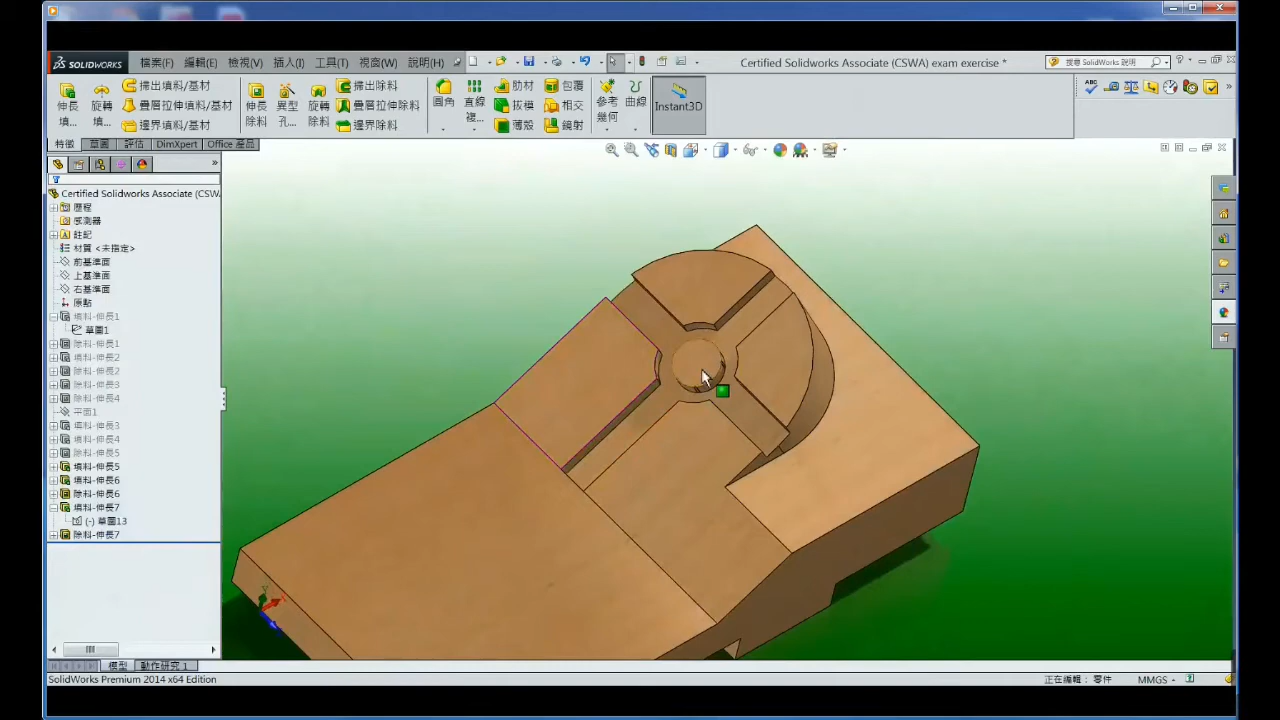 SOLIDWORKS 檔案(F) 編輯(E) 檢視(V) 插入(I) 工具(T) 視窗(W) 說明(H) Certified Solidworks Associate (CSWA) exam exercise * 搜尋 SolidWorks 說明
伸長填... 旋轉填... 掃出填料/基材 疊層拉伸填料/基材 邊界填料/基材 伸長除料 異型孔... 旋轉除料 掃出除料 疊層拉伸除料 邊界除料 圓角 直線複... 肋材 拔模 薄殼 包覆 相交 鏡射 參考幾何 曲線 Instant3D
特徵 草圖 評估 DimXpert Office 產品
Certified Solidworks Associate (CSWA
歷程
感測器
註記
材質 <未指定>
前基準面
上基準面
右基準面
原點
填料-伸長1
草圖1
除料-伸長1
填料-伸長2
除料-伸長2
除料-伸長3
除料-伸長4
平面1
填料-伸長3
填料-伸長4
除料-伸長5
填料-伸長5
填料-伸長6
除料-伸長6
填料-伸長7
(-) 草圖13
除料-伸長7
模型 動作研究 1
SolidWorks Premium 2014 x64 Edition 正在編輯: 零件 MMGS